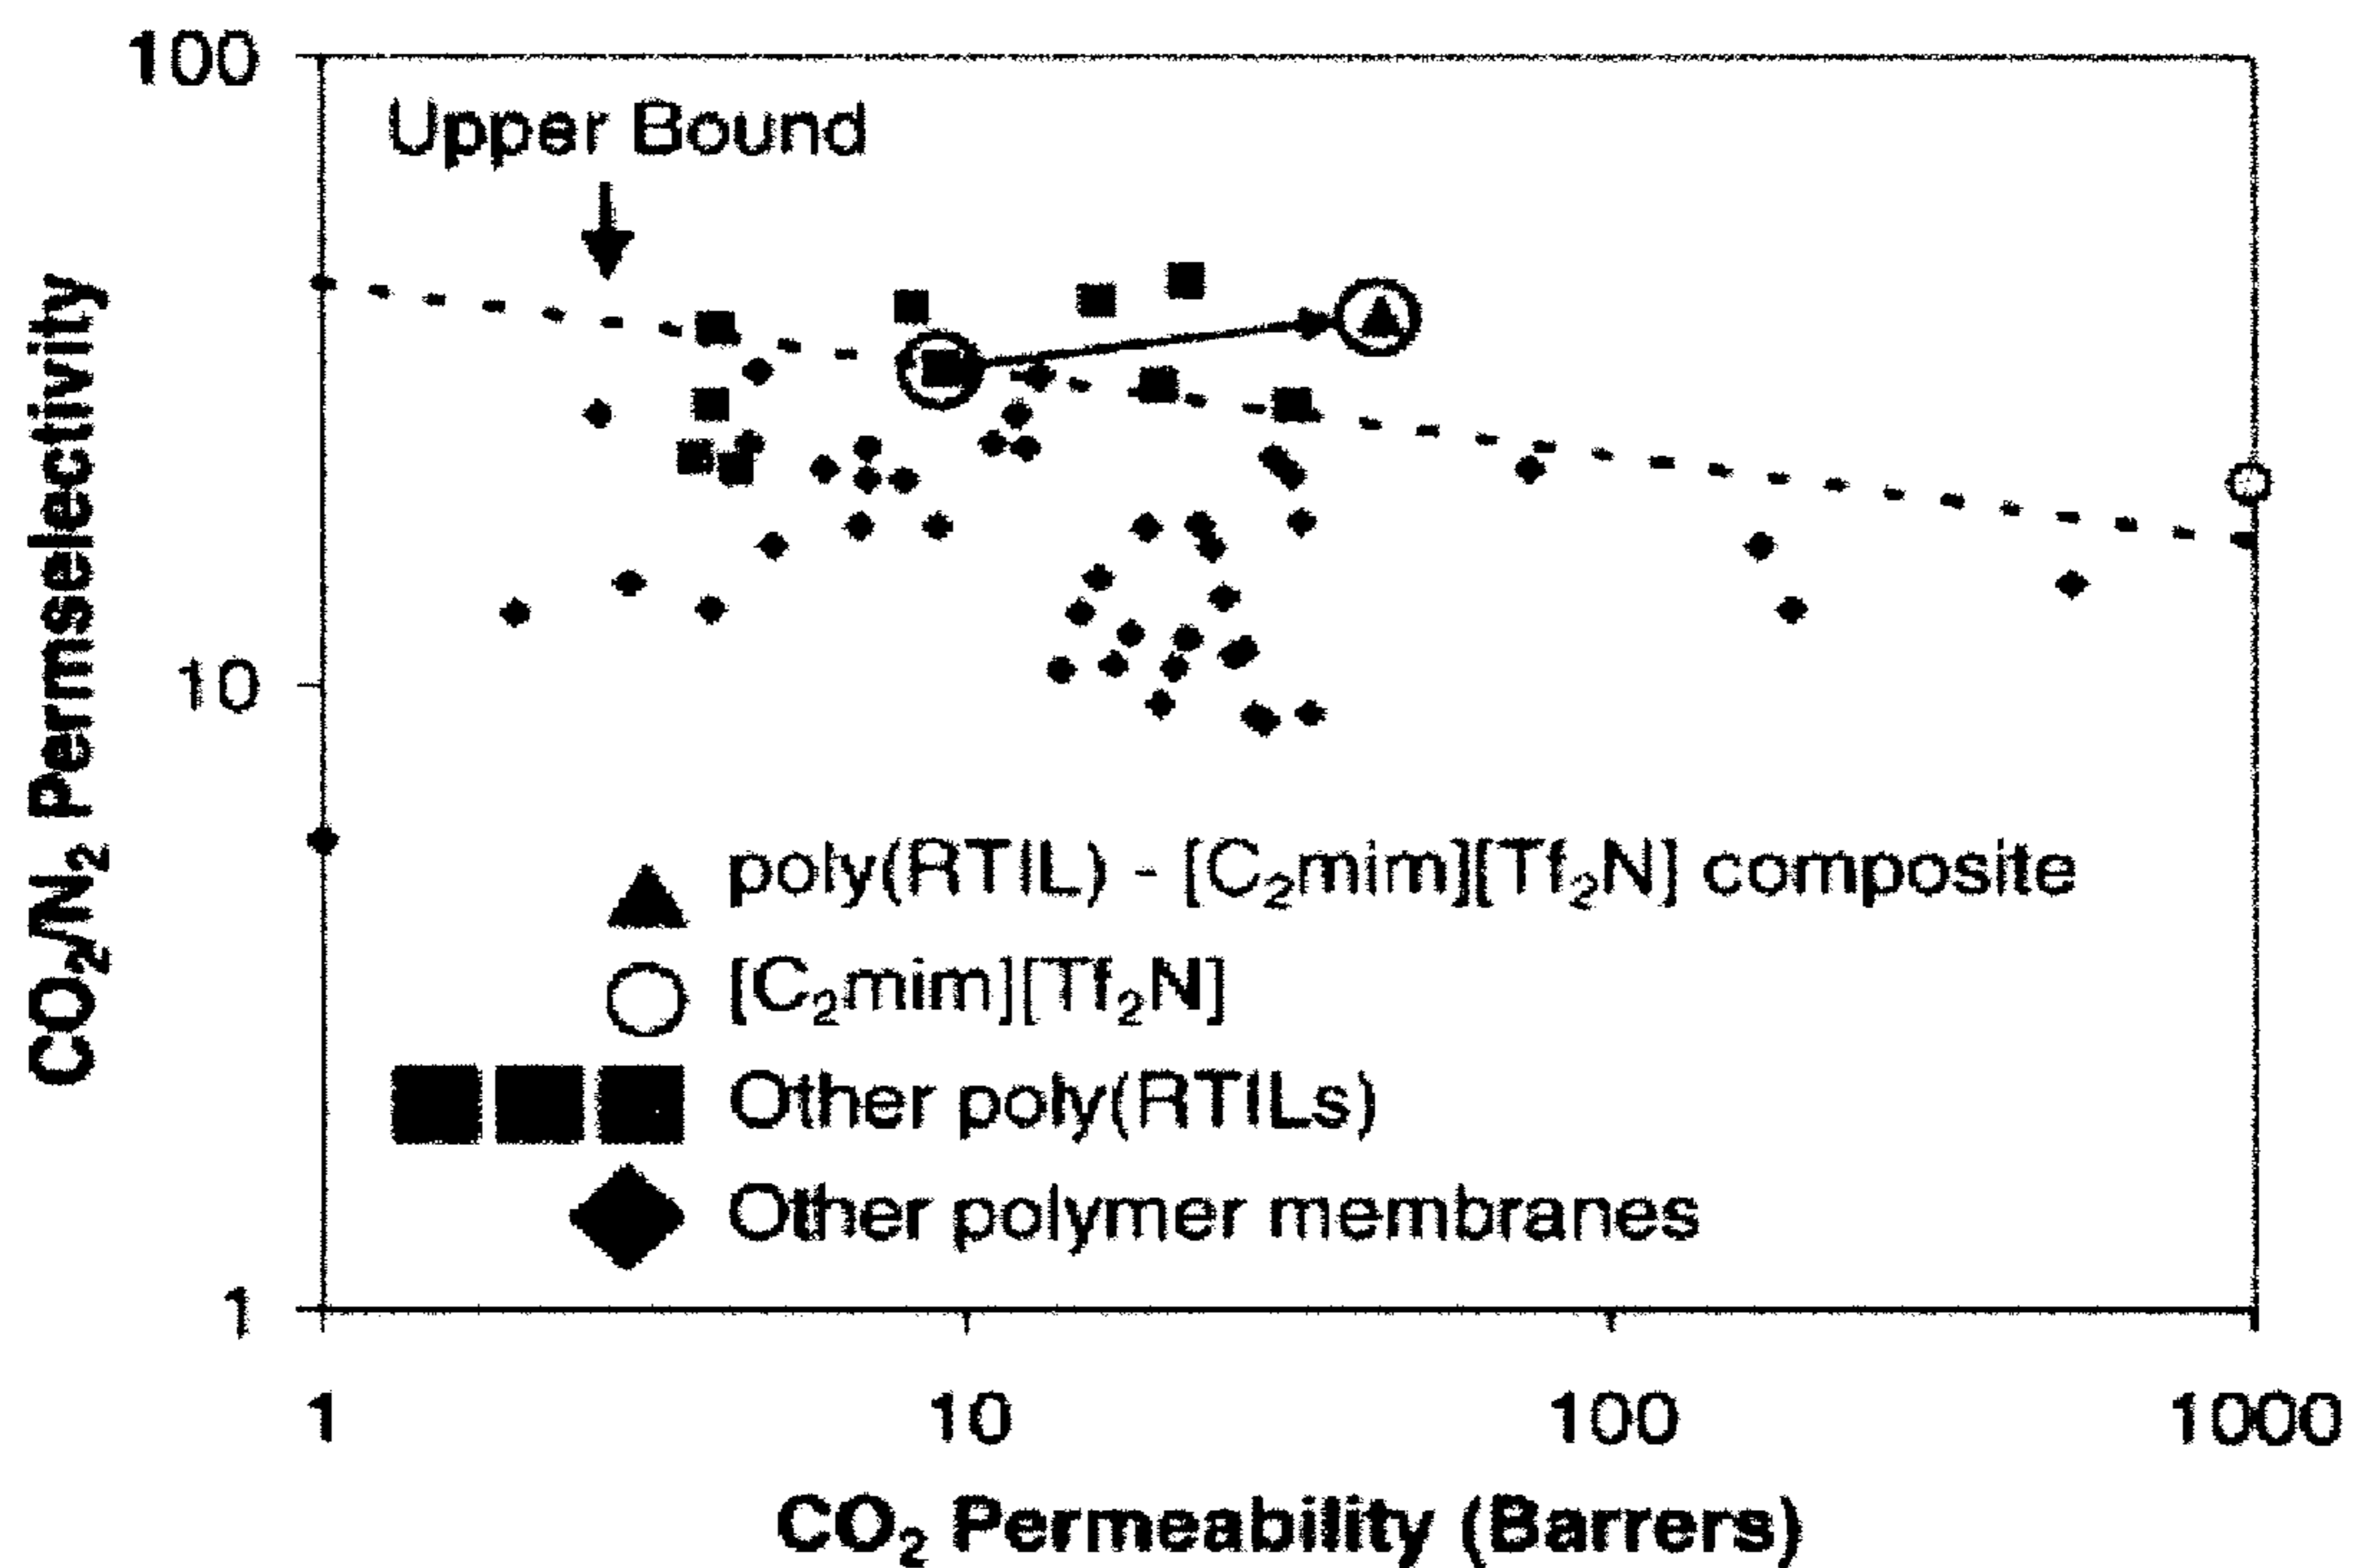 100
Upper Bound
CO₂/N₂ Permselectivity
10
poly(RTIL) - [C₂mim][Tf₂N] composite
[C₂mim][Tf₂N]
Other poly(RTILs)
Other polymer membranes
1
1 10 100 1000
CO₂ Permeability (Barrers)